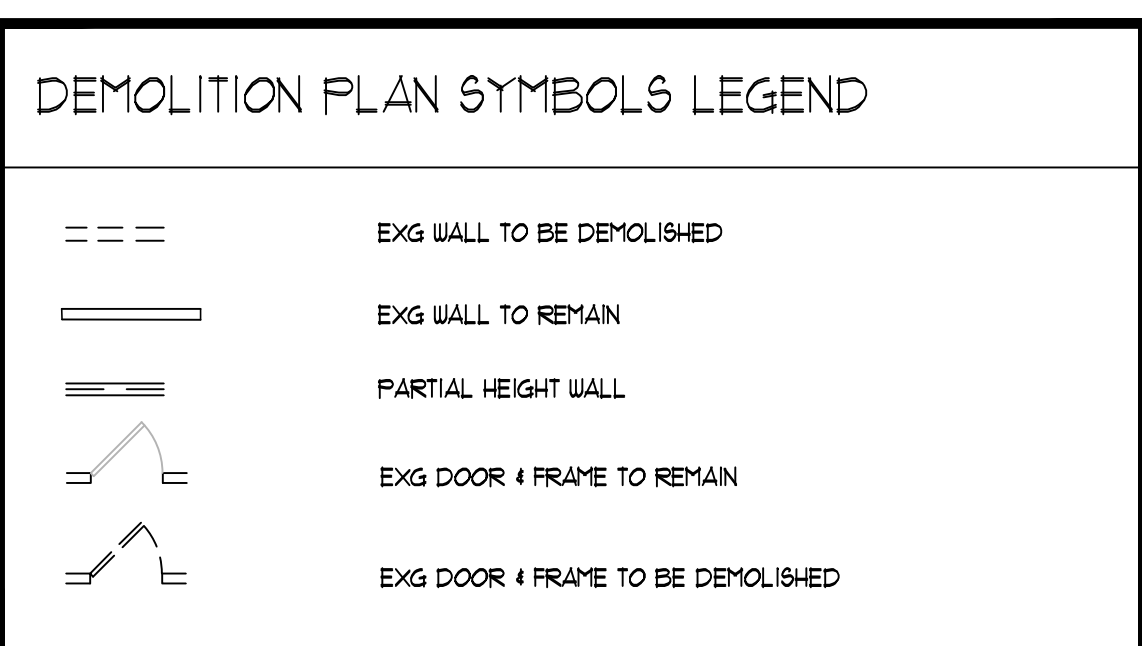 DEMOLITION PLAN SYMBOLS LEGEND
EXG WALL TO BE DEMOLISHED
EXG WALL TO REMAIN
PARTIAL HEIGHT WALL
EXG DOOR & FRAME TO REMAIN
EXG DOOR & FRAME TO BE DEMOLISHED